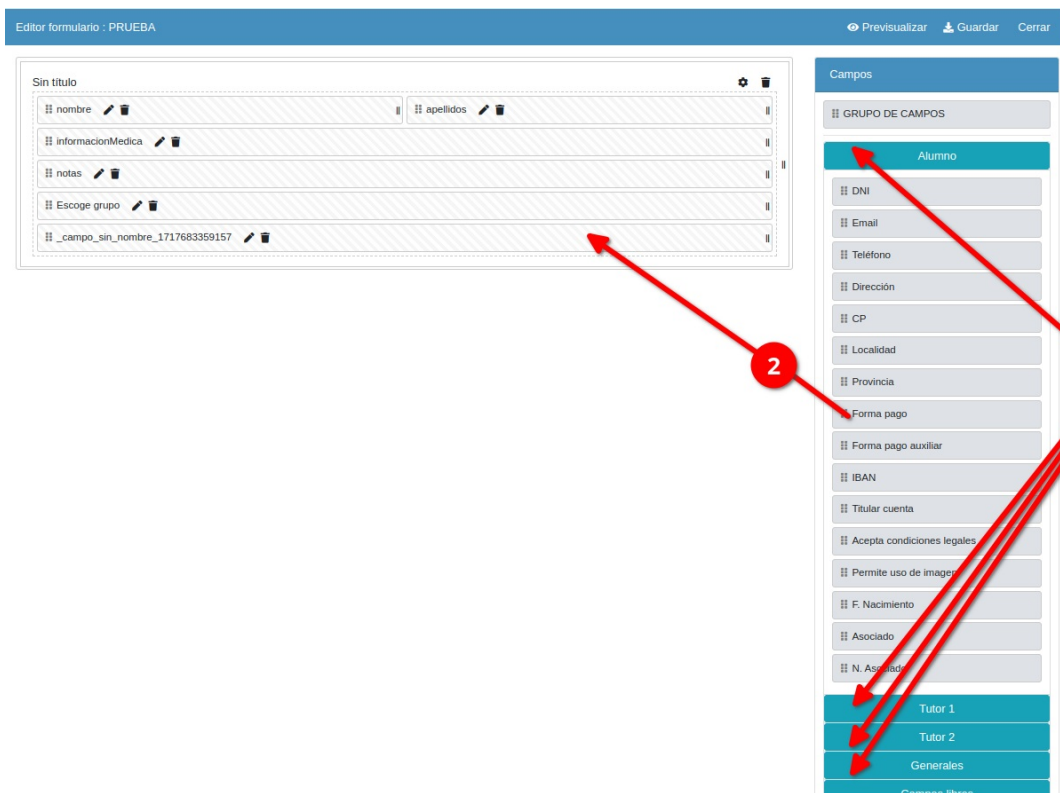 Editor formulario : PRUEBA
Previsualizar Guardar Cerrar
Sin título
nombre apellidos
informacionMedica
notas
Escoge grupo
_campo_sin_nombre_1717683359157
2
Campos
GRUPO DE CAMPOS
Alumno
DNI
Email
Teléfono
Dirección
CP
Localidad
Provincia
Forma pago
Forma pago auxiliar
IBAN
Titular cuenta
Acepta condiciones legales
Permite uso de imagen
F. Nacimiento
Asociado
N. Asociado
Tutor 1
Tutor 2
Generales
Campos libres